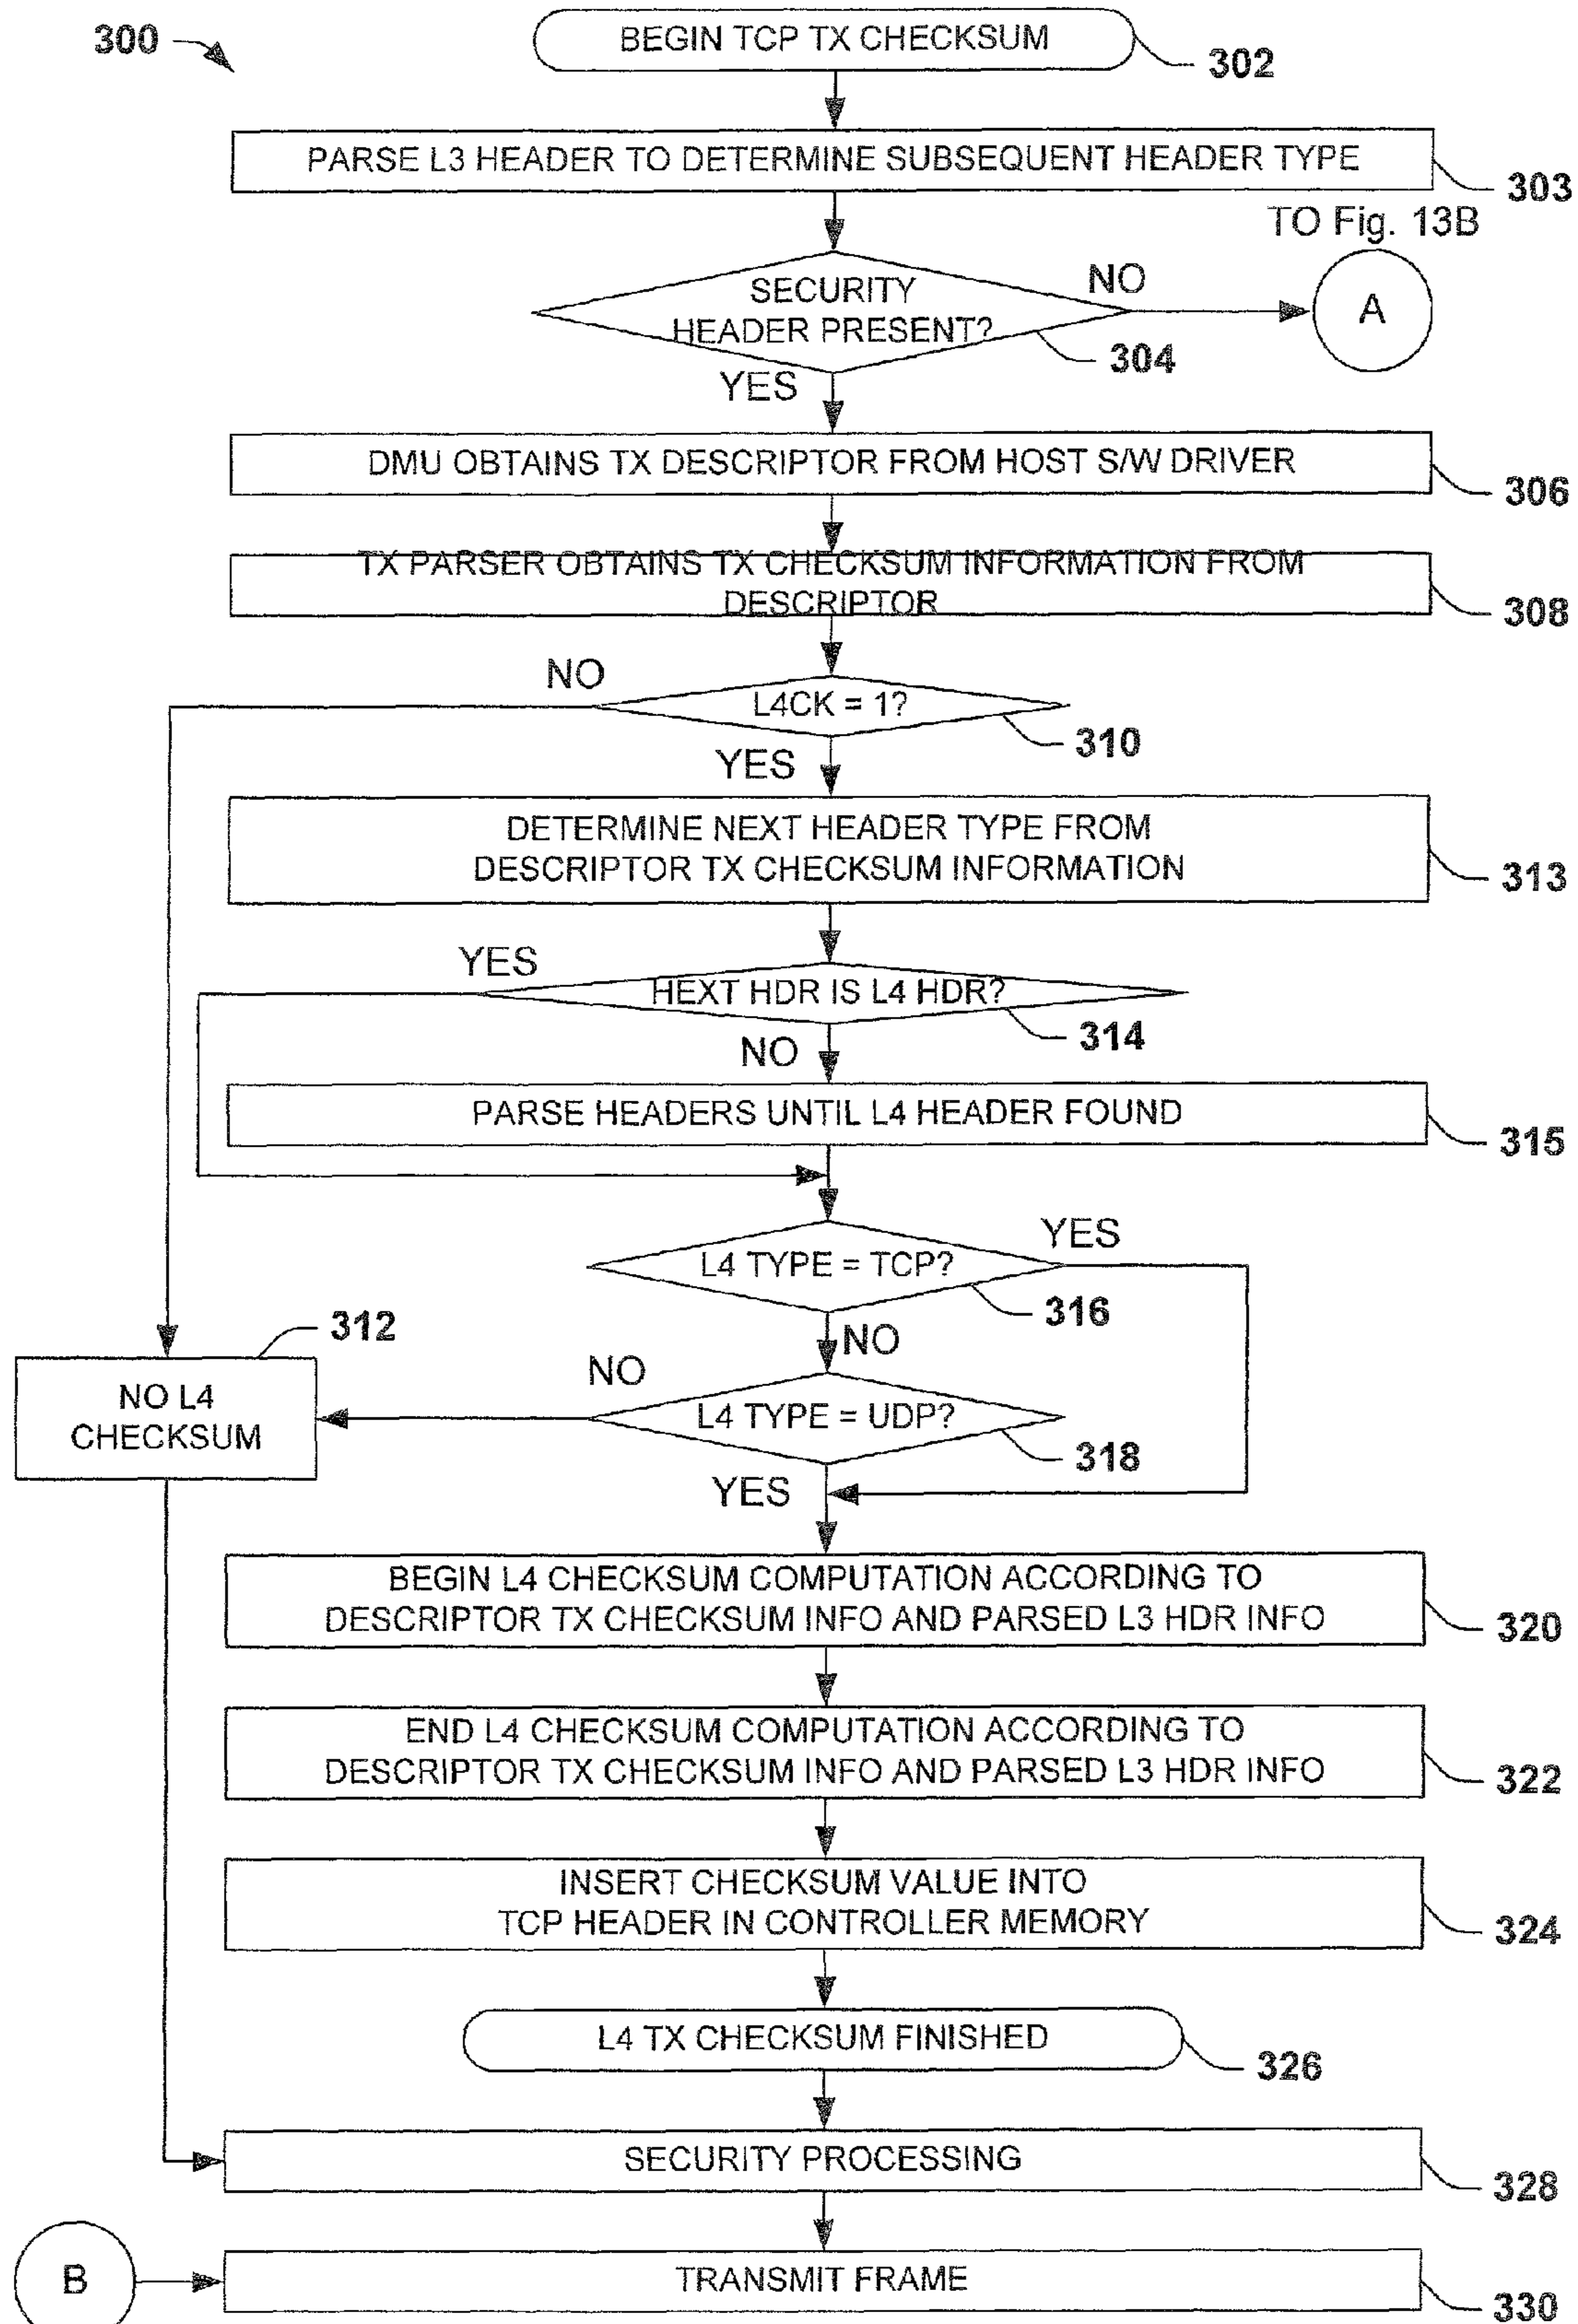 300
BEGIN TCP TX CHECKSUM
302
PARSE L3 HEADER TO DETERMINE SUBSEQUENT HEADER TYPE
303
TO Fig. 13B
SECURITY
HEADER PRESENT?
NO
A
304
YES
DMU OBTAINS TX DESCRIPTOR FROM HOST S/W DRIVER
306
TX PARSER OBTAINS TX CHECKSUM INFORMATION FROM
DESCRIPTOR
308
NO
L4CK = 1?
310
YES
DETERMINE NEXT HEADER TYPE FROM
DESCRIPTOR TX CHECKSUM INFORMATION
313
YES
HEXT HDR IS L4 HDR?
314
NO
PARSE HEADERS UNTIL L4 HEADER FOUND
315
L4 TYPE = TCP?
YES
316
NO
312
NO L4
CHECKSUM
NO
L4 TYPE = UDP?
318
YES
BEGIN L4 CHECKSUM COMPUTATION ACCORDING TO
DESCRIPTOR TX CHECKSUM INFO AND PARSED L3 HDR INFO
320
END L4 CHECKSUM COMPUTATION ACCORDING TO
DESCRIPTOR TX CHECKSUM INFO AND PARSED L3 HDR INFO
322
INSERT CHECKSUM VALUE INTO
TCP HEADER IN CONTROLLER MEMORY
324
L4 TX CHECKSUM FINISHED
326
SECURITY PROCESSING
328
B
TRANSMIT FRAME
330